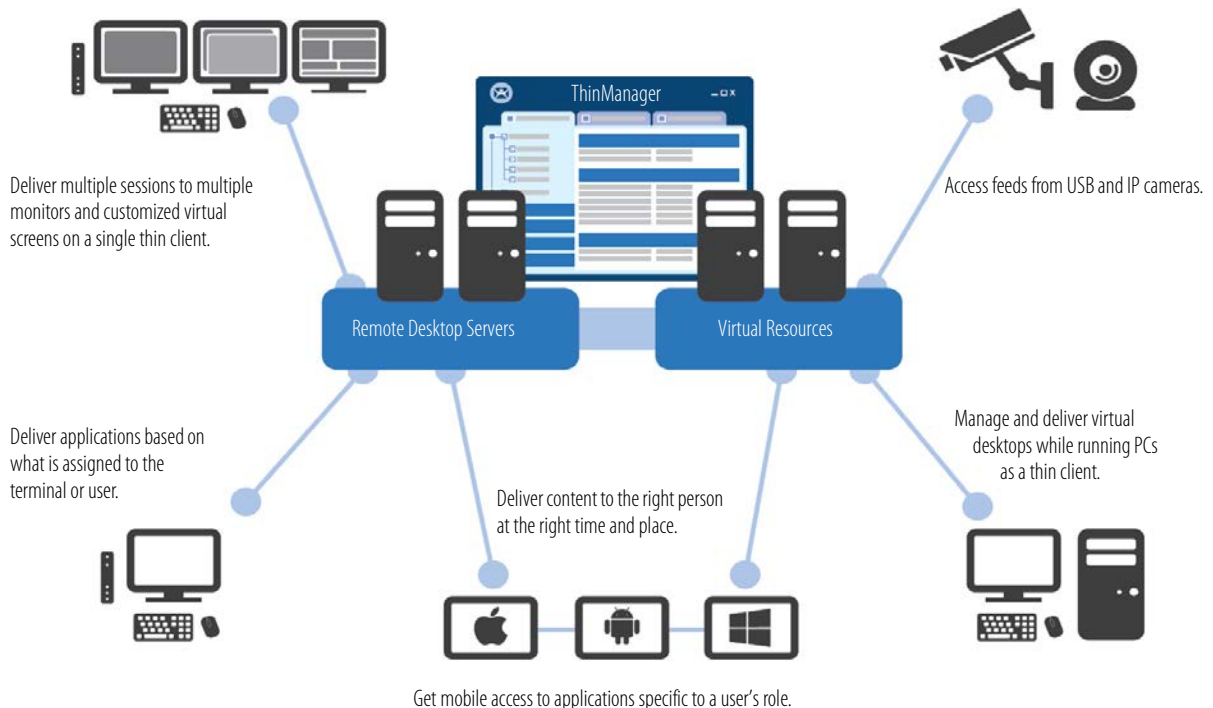 ThinManager
Deliver multiple sessions to multiple
monitors and customized virtual
screens on a single thin client.
Access feeds from USB and IP cameras.
Remote Desktop Servers
Virtual Resources
Deliver applications based on
what is assigned to the
terminal or user.
Manage and deliver virtual
desktops while running PCs
as a thin client.
Deliver content to the right person
at the right time and place.
Get mobile access to applications specific to a user's role.